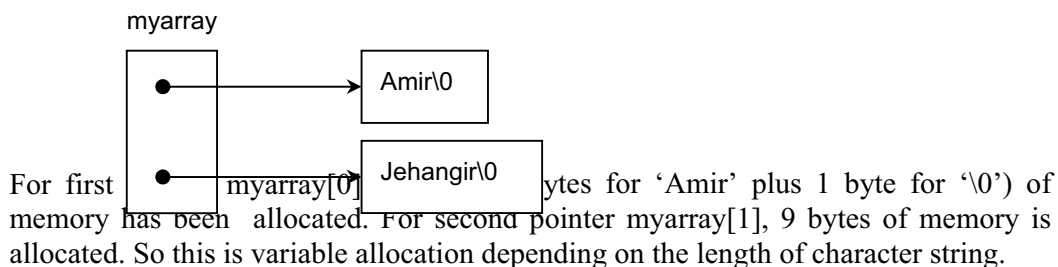 myarray
Amir\0
Jehangir\0
For first myarray[0] ytes for ‘Amir’ plus 1 byte for ‘\0’) of
memory has been allocated. For second pointer myarray[1], 9 bytes of memory is
allocated. So this is variable allocation depending on the length of character string.